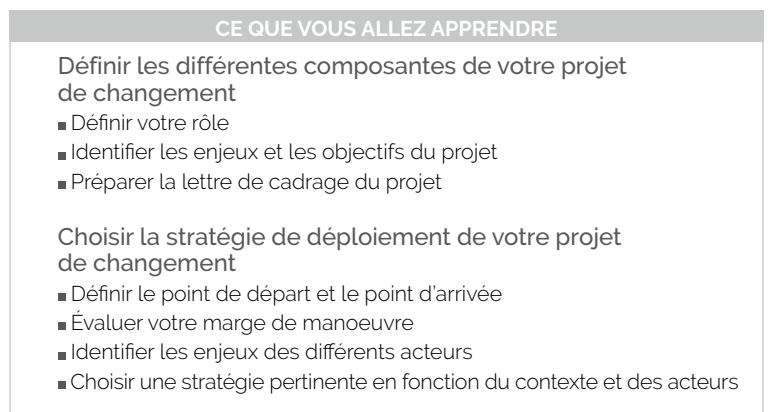 CE QUE VOUS ALLEZ APPRENDRE
Définir les différentes composantes de votre projet
de changement
■ Définir votre rôle
■ Identifier les enjeux et les objectifs du projet
■ Préparer la lettre de cadrage du projet
Choisir la stratégie de déploiement de votre projet
de changement
■ Définir le point de départ et le point d'arrivée
■ Évaluer votre marge de manoeuvre
■ Identifier les enjeux des différents acteurs
■ Choisir une stratégie pertinente en fonction du contexte et des acteurs